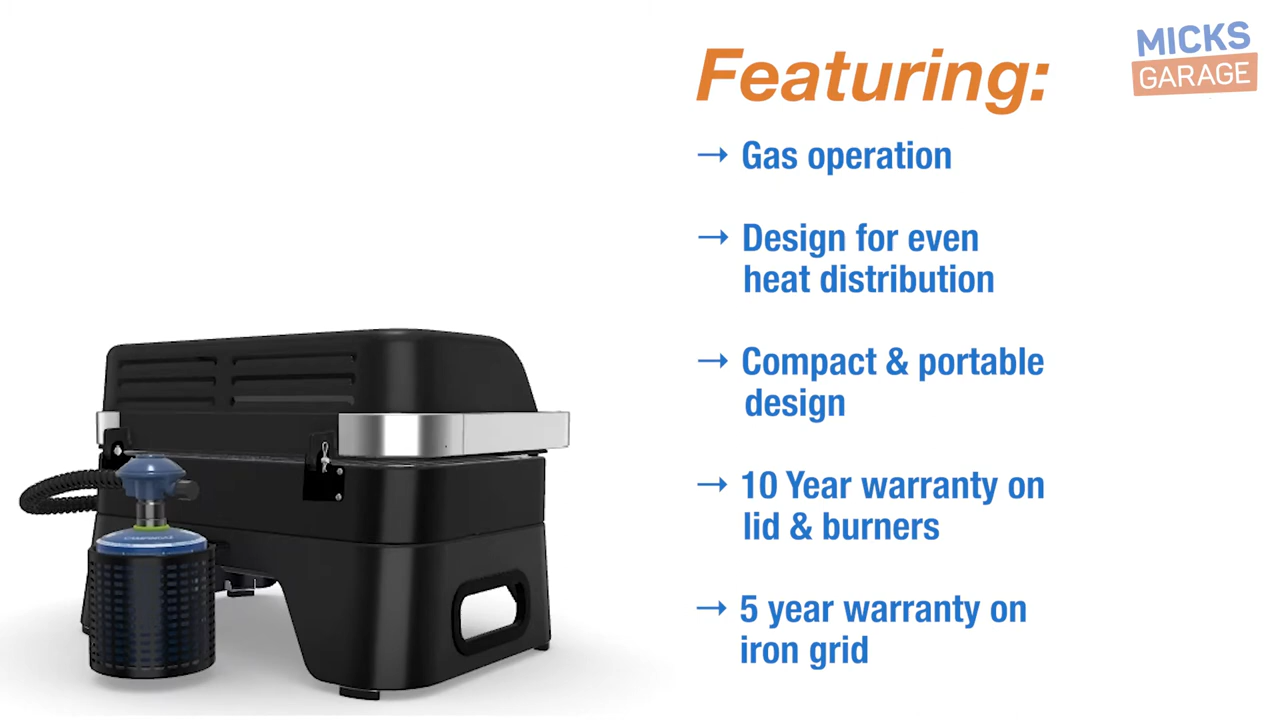 MICKS
GARAGE
Featuring:
→ Gas operation
→ Design for even
heat distribution
→ Compact & portable
design
→ 10 Year warranty on
lid & burners
→ 5 year warranty on
iron grid